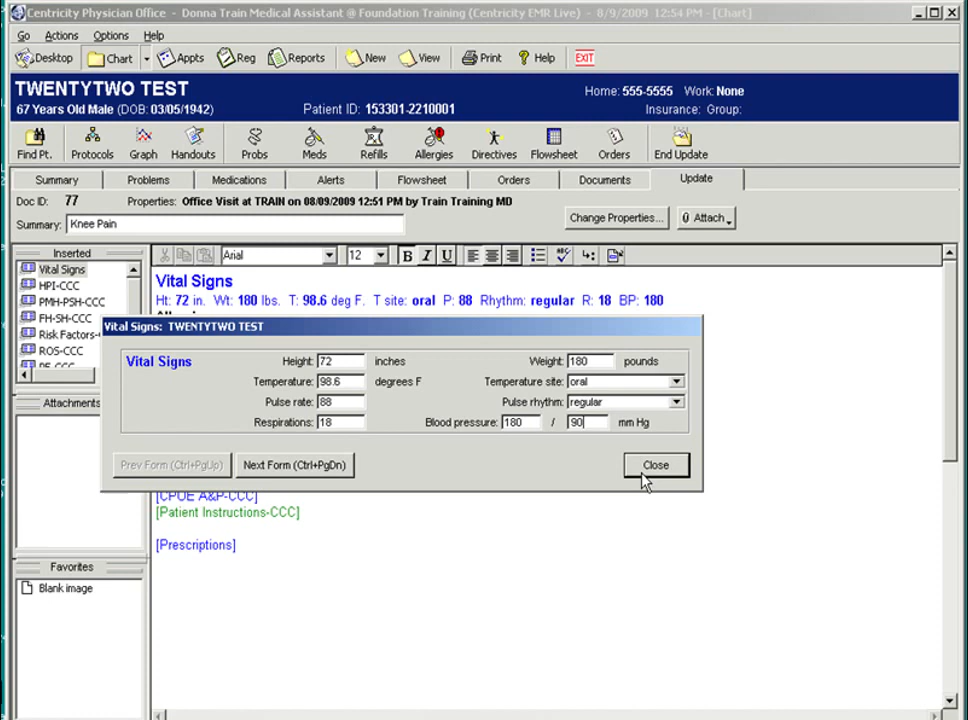 Centricity Physician Office - Donna Train Medical Assistant @ Foundation Training (Centricity EMR Live) - 8/9/2009 12:54 PM - [Chart]
Go Actions Options Help
Desktop Chart Appts Reg Reports New View Print Help EXIT
TWENTYTWO TEST
Home: 555-5555 Work: None
67 Years Old Male (DOB: 03/05/1942) Patient ID: 153301-2210001 Insurance: Group:
Find Pt. Protocols Graph Handouts Probs Meds Refills Allergies Directives Flowsheet Orders End Update
Summary Problems Medications Alerts Flowsheet Orders Documents Update
Doc ID: 77 Properties: Office Visit at TRAIN on 08/09/2009 12:51 PM by Train Training MD
Summary: Knee Pain Change Properties... Attach
Inserted Arial 12 B I U
Vital Signs
HPI-CCC
PMH-PSH-CCC
FH-SH-CCC
Risk Factors-
ROS-CCC
Attachments
Favorites
Blank image
Vital Signs
Ht: 72 in. Wt: 180 lbs. T: 98.6 deg F. T site: oral P: 88 Rhythm: regular R: 18 BP: 180
Vital Signs: TWENTYTWO TEST
Vital Signs Height: 72 inches Weight: 180 pounds
Temperature: 98.6 degrees F Temperature site: oral
Pulse rate: 88 Pulse rhythm: regular
Respirations: 18 Blood pressure: 180 / 90 mm Hg
Prev Form (Ctrl+PgUp) Next Form (Ctrl+PgDn) Close
[CPOE A&P-CCC]
[Patient Instructions-CCC]
[Prescriptions]